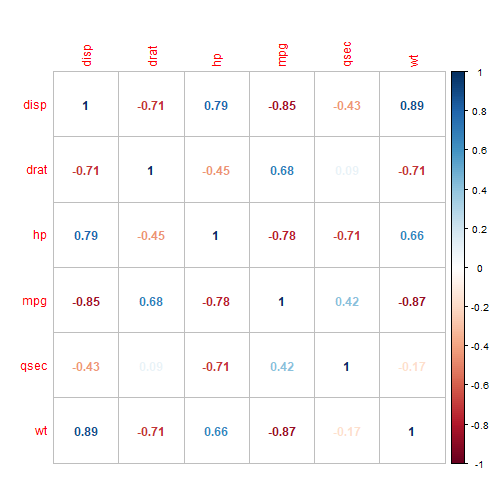 disp drat hp mpg qsec wt
disp 1 -0.71 0.79 -0.85 -0.43 0.89
drat -0.71 1 -0.45 0.68 0.09 -0.71
hp 0.79 -0.45 1 -0.78 -0.71 0.66
mpg -0.85 0.68 -0.78 1 0.42 -0.87
qsec -0.43 0.09 -0.71 0.42 1 -0.17
wt 0.89 -0.71 0.66 -0.87 -0.17 1
1
0.8
0.6
0.4
0.2
0
-0.2
-0.4
-0.6
-0.8
-1